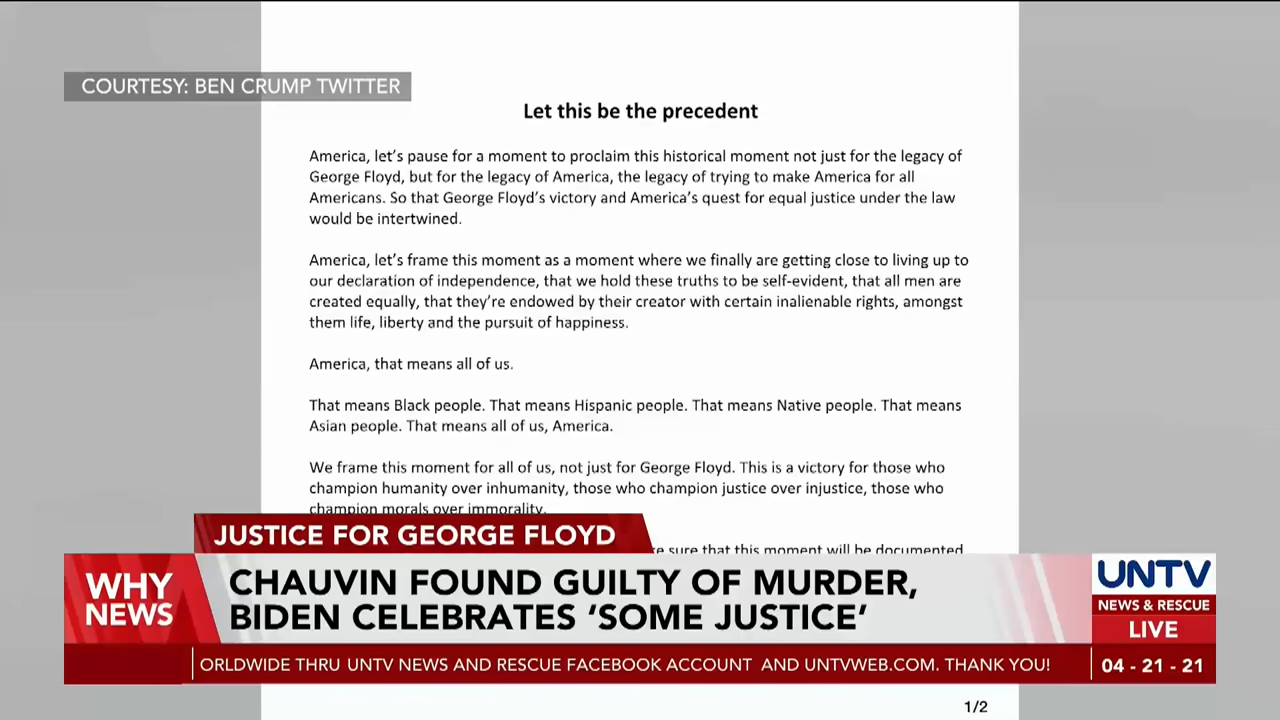 COURTESY: BEN CRUMP TWITTER
Let this be the precedent
America, let's pause for a moment to proclaim this historical moment not just for the legacy of
George Floyd, but for the legacy of America, the legacy of trying to make America for all
Americans. So that George Floyd's victory and America's quest for equal justice under the law
would be intertwined.
America, let's frame this moment as a moment where we finally are getting close to living up to
our declaration of independence, that we hold these truths to be self-evident, that all men are
created equally, that they're endowed by their creator with certain inalienable rights, amongst
them life, liberty and the pursuit of happiness.
America, that means all of us.
That means Black people. That means Hispanic people. That means Native people. That means
Asian people. That means all of us, America.
We frame this moment for all of us, not just for George Floyd. This is a victory for those who
champion humanity over inhumanity, those who champion justice over injustice, those who
champion morals over immorality.
sure that this moment will be documented
JUSTICE FOR GEORGE FLOYD
WHY
NEWS
CHAUVIN FOUND GUILTY OF MURDER,
BIDEN CELEBRATES ‘SOME JUSTICE’
UNTV
NEWS & RESCUE
LIVE
ORLDWIDE THRU UNTV NEWS AND RESCUE FACEBOOK ACCOUNT AND UNTVWEB.COM. THANK YOU!
04 - 21 - 21
1/2